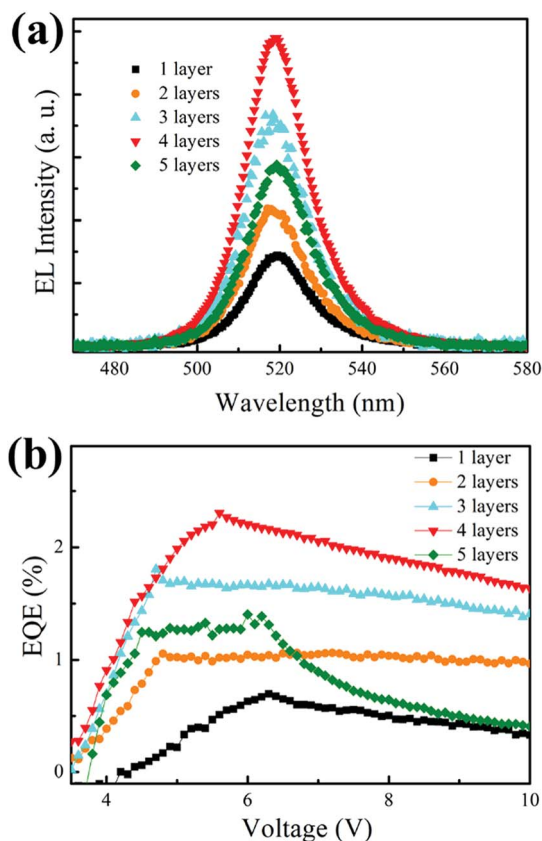 (a)
1 layer
2 layers
3 layers
4 layers
5 layers
EL Intensity (a. u.)
480 500 520 540 560 580
Wavelength (nm)
(b)
1 layer
2 layers
3 layers
4 layers
5 layers
EQE (%)
2
1
0
4 6 8 10
Voltage (V)